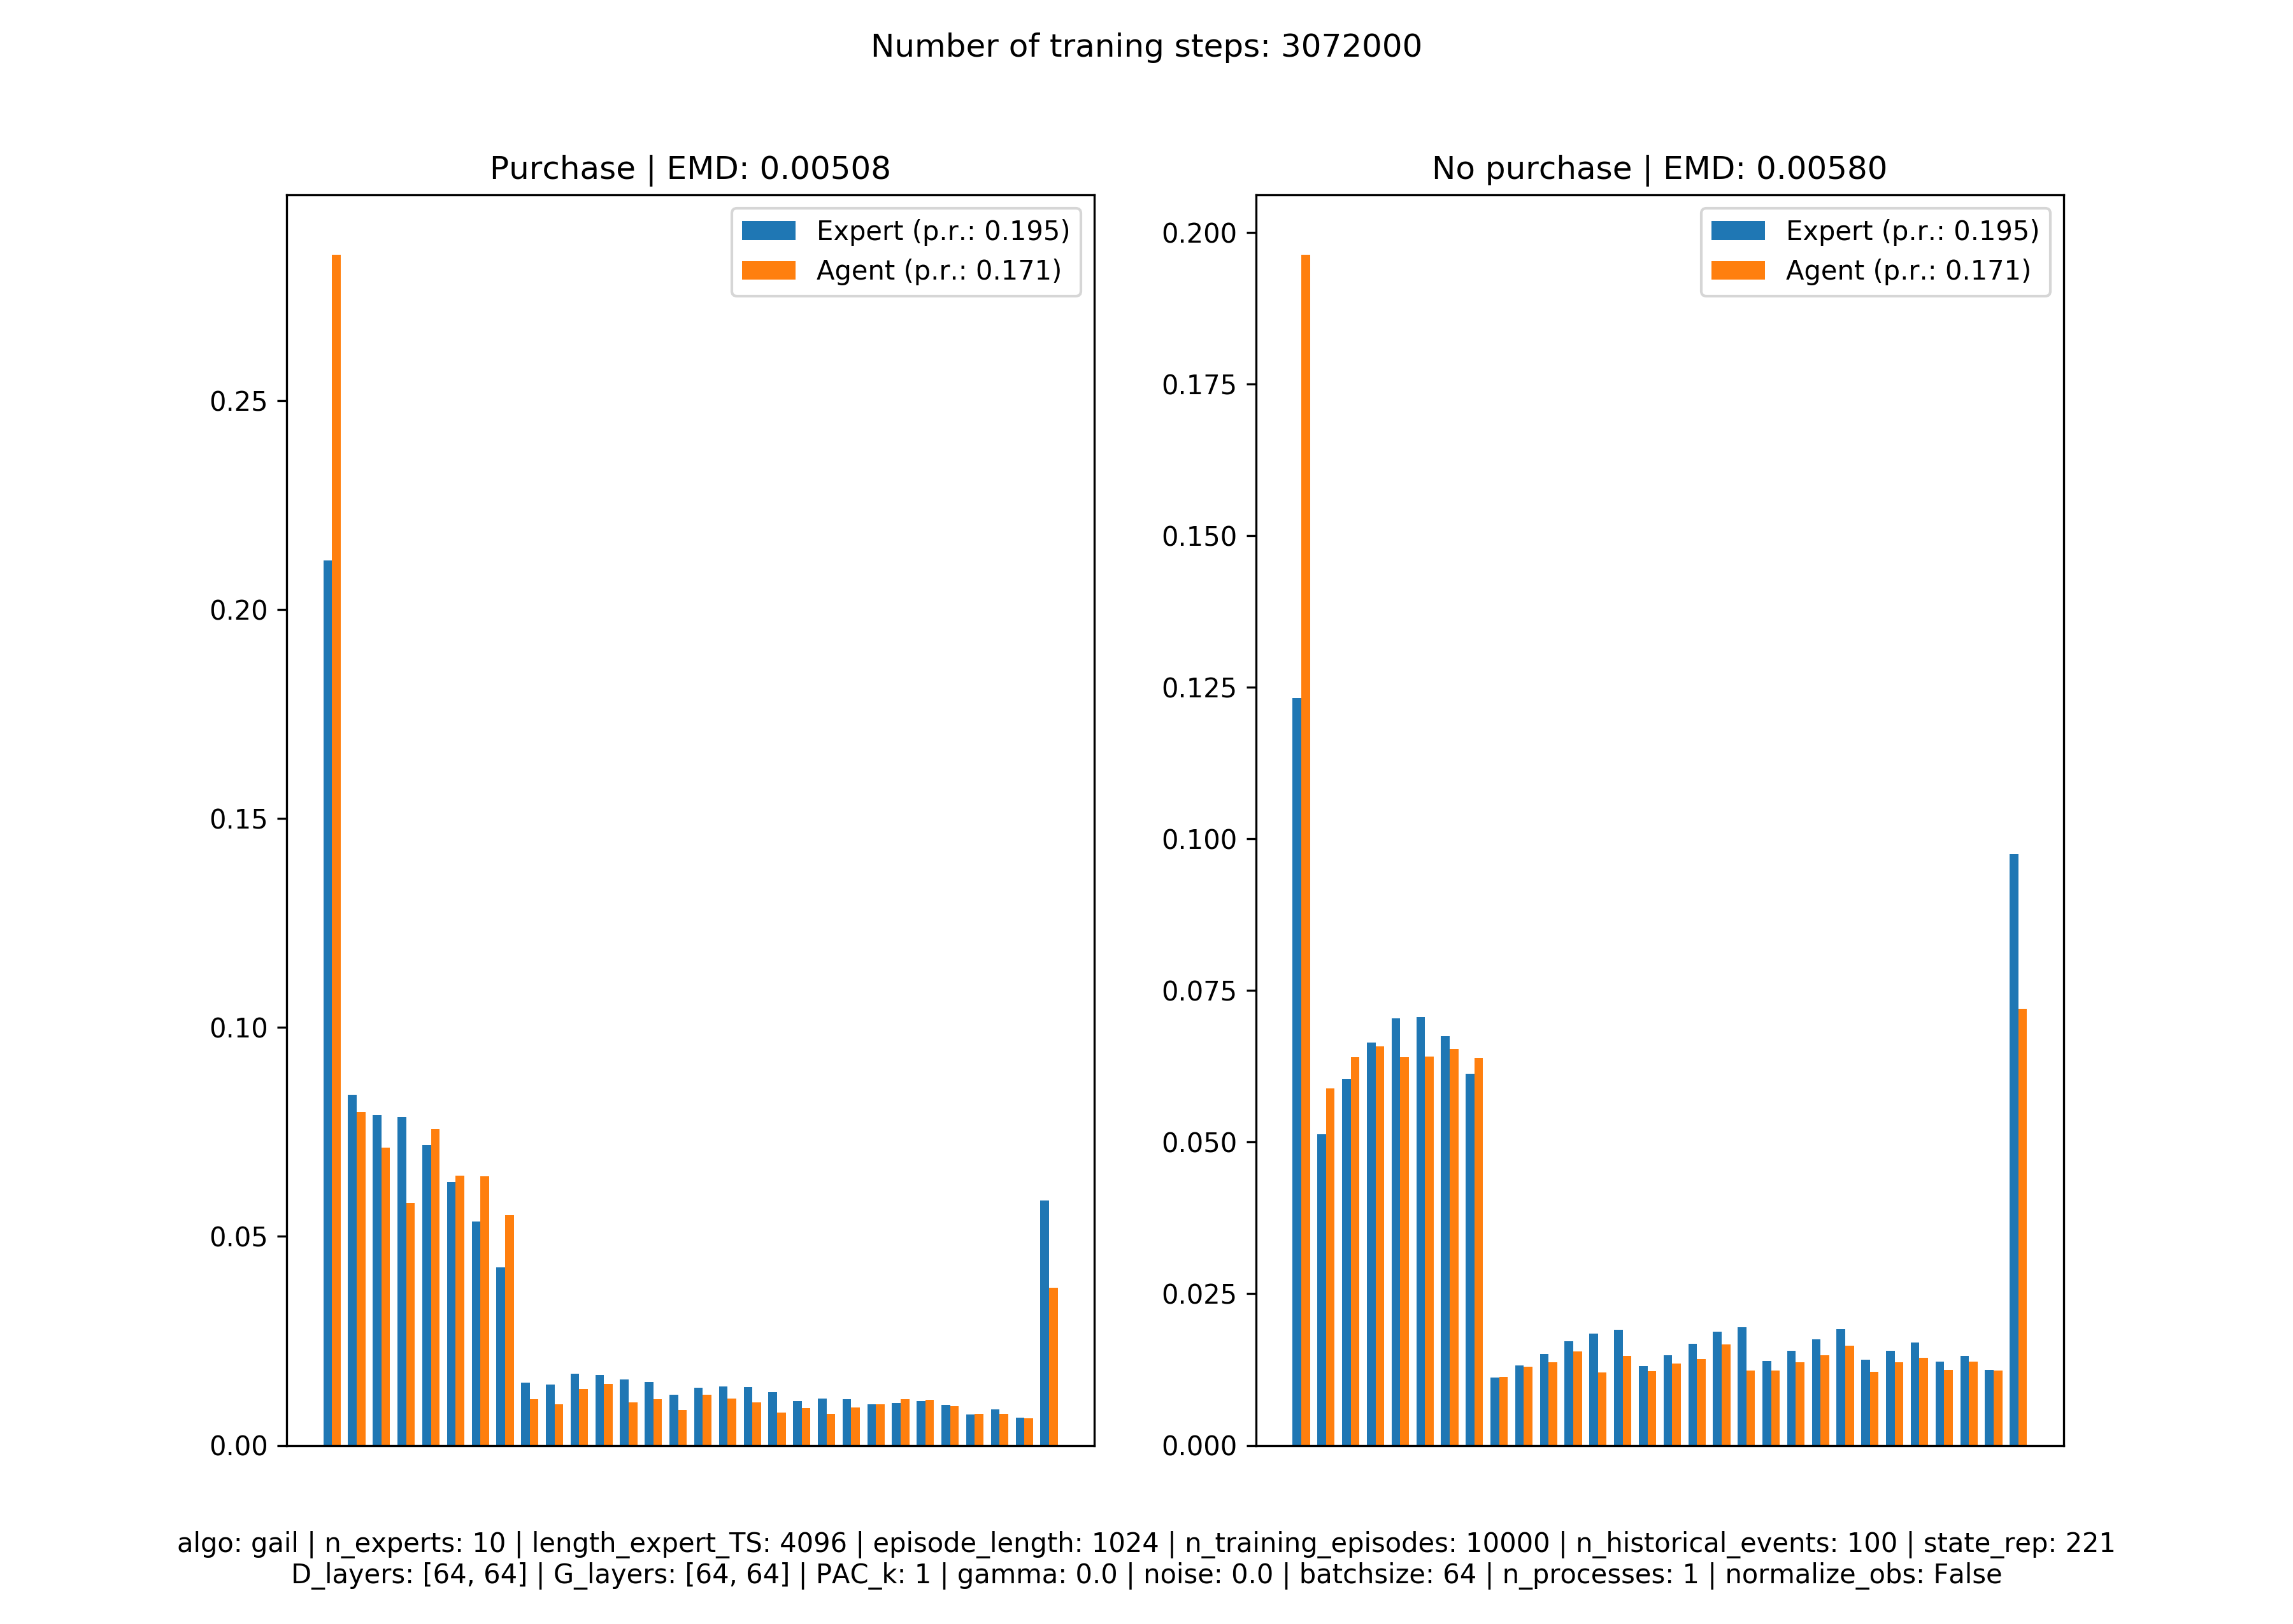 Number of traning steps: 3072000
Purchase | EMD: 0.00508
Expert (p.r.: 0.195)
Agent (p.r.: 0.171)
0.25
0.20
0.15
0.10
0.05
0.00
No purchase | EMD: 0.00580
Expert (p.r.: 0.195)
Agent (p.r.: 0.171)
0.200
0.175
0.150
0.125
0.100
0.075
0.050
0.025
0.000
algo: gail | n_experts: 10 | length_expert_TS: 4096 | episode_length: 1024 | n_training_episodes: 10000 | n_historical_events: 100 | state_rep: 221
D_layers: [64, 64] | G_layers: [64, 64] | PAC_k: 1 | gamma: 0.0 | noise: 0.0 | batchsize: 64 | n_processes: 1 | normalize_obs: False